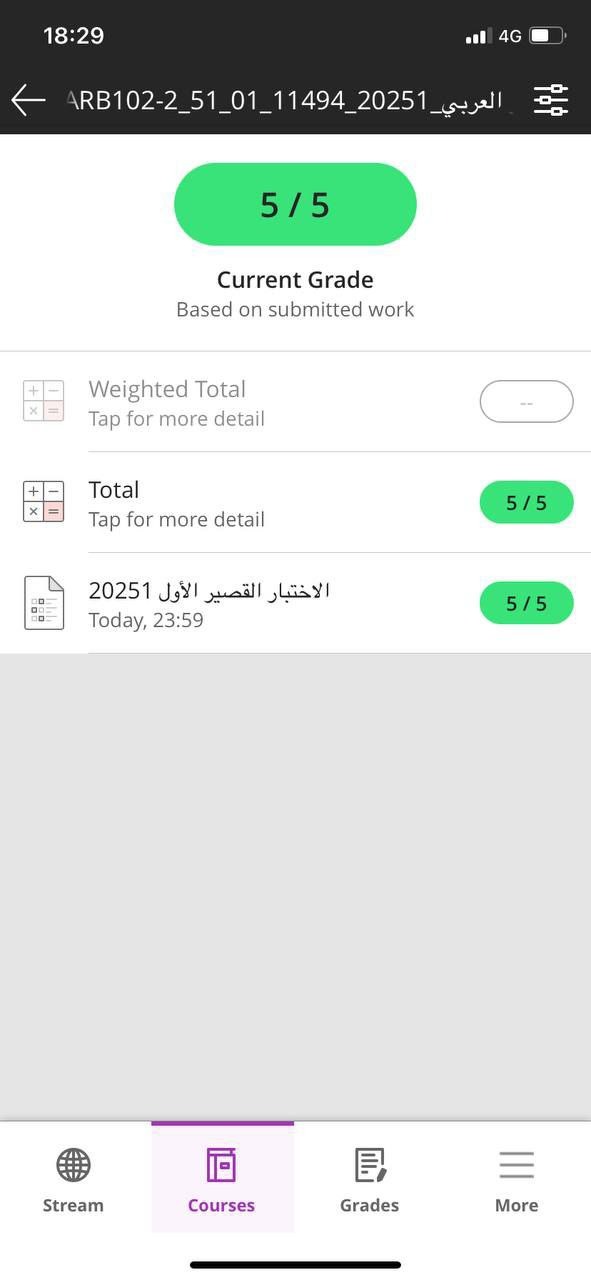 18:29
4G
ARB102-2_51_01_11494_20251_العربي
5 / 5
Current Grade
Based on submitted work
Weighted Total
--
Tap for more detail
Total
5 / 5
Tap for more detail
الاختبار القصير الأول 20251
5 / 5
Today, 23:59
Stream
Courses
Grades
More